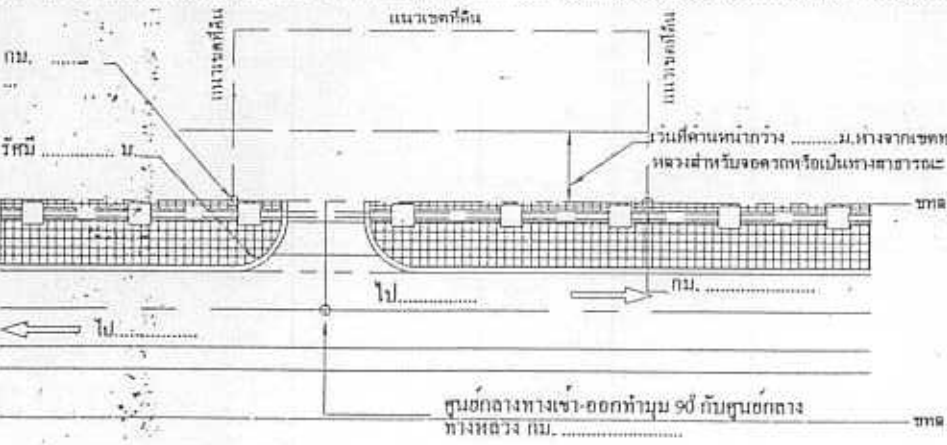 แนวเขตที่ดิน
แนวเขตที่ดิน
แนวเขตที่ดิน
กม. .......
รัศมี .......... ม.
เว้นที่ด้านหน้ากว้าง .........ม.ห่างจากเขตท
หลวงสำหรับจอดรถหรือเป็นทางสาธารณะ
ขทล
ไป..............
กม. ....................
ไป..............
ศูนย์กลางทางเข้า-ออกทำมุม 90 กับศูนย์กลาง
ทางหลวง กม. .....................
ขทล